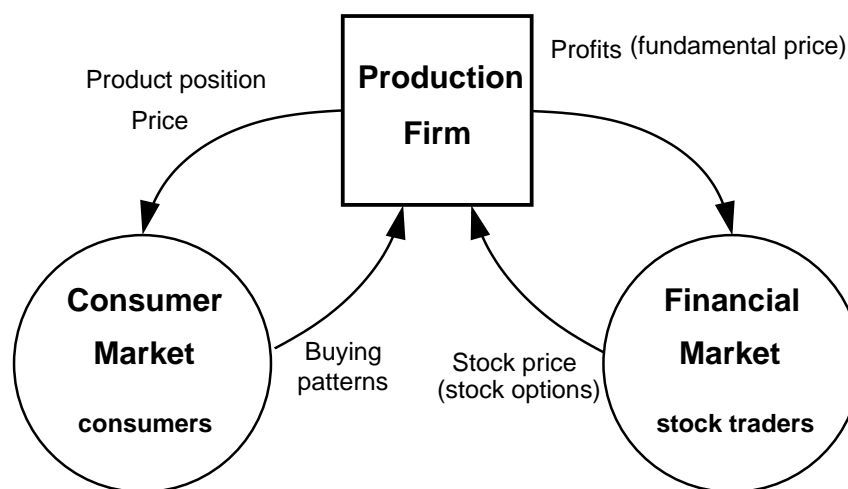 Production
Firm
Profits (fundamental price)
Product position
Price
Consumer
Market
consumers
Buying
patterns
Stock price
(stock options)
Financial
Market
stock traders